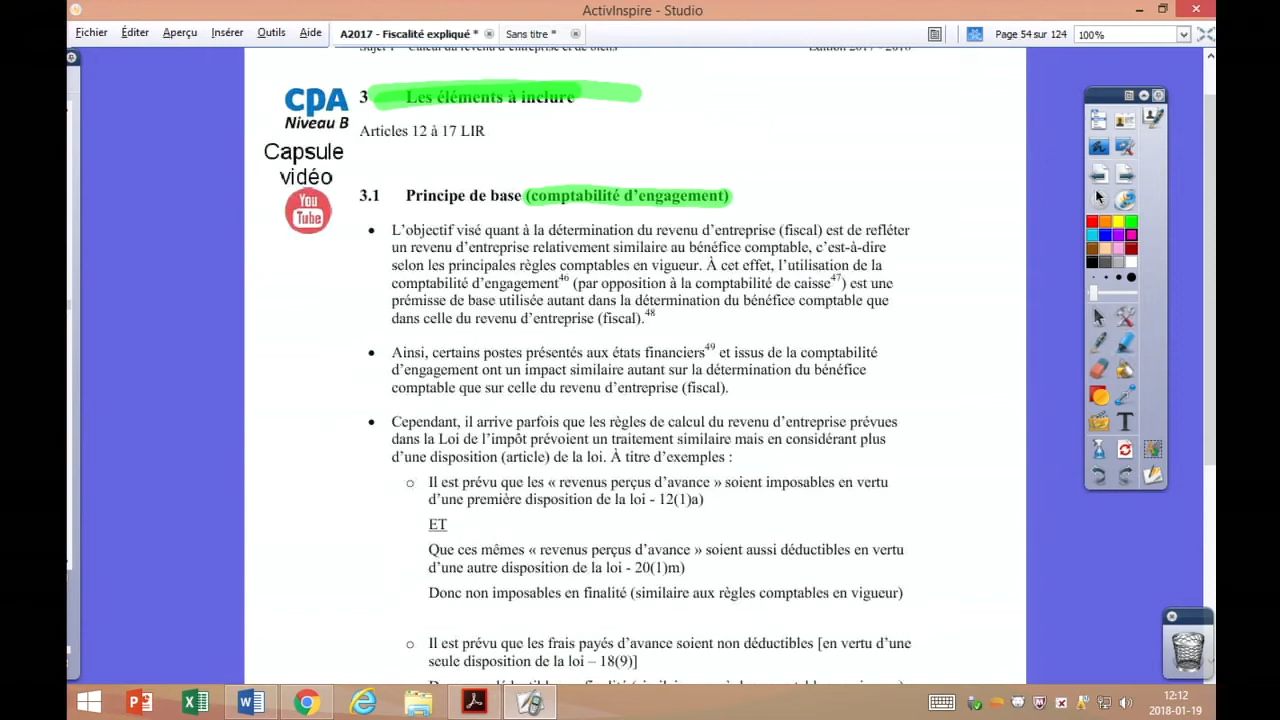 ActivInspire - Studio
Fichier Éditer Aperçu Insérer Outils Aide A2017 - Fiscalité expliqué * Sans titre * Page 54 sur 124 100%
3 Les éléments à inclure
CPA
Niveau B
Articles 12 à 17 LIR
Capsule
vidéo
You
Tube
3.1 Principe de base (comptabilité d’engagement)
• L’objectif visé quant à la détermination du revenu d’entreprise (fiscal) est de refléter
un revenu d’entreprise relativement similaire au bénéfice comptable, c’est-à-dire
selon les principales règles comptables en vigueur. À cet effet, l’utilisation de la
comptabilité d’engagement46 (par opposition à la comptabilité de caisse47) est une
prémisse de base utilisée autant dans la détermination du bénéfice comptable que
dans celle du revenu d’entreprise (fiscal).48
• Ainsi, certains postes présentés aux états financiers49 et issus de la comptabilité
d’engagement ont un impact similaire autant sur la détermination du bénéfice
comptable que sur celle du revenu d’entreprise (fiscal).
• Cependant, il arrive parfois que les règles de calcul du revenu d’entreprise prévues
dans la Loi de l’impôt prévoient un traitement similaire mais en considérant plus
d’une disposition (article) de la loi. À titre d’exemples :
o Il est prévu que les « revenus perçus d’avance » soient imposables en vertu
d’une première disposition de la loi - 12(1)a)
ET
Que ces mêmes « revenus perçus d’avance » soient aussi déductibles en vertu
d’une autre disposition de la loi - 20(1)m)
Donc non imposables en finalité (similaire aux règles comptables en vigueur)
o Il est prévu que les frais payés d’avance soient non déductibles [en vertu d’une
seule disposition de la loi – 18(9)]
12:12
2018-01-19